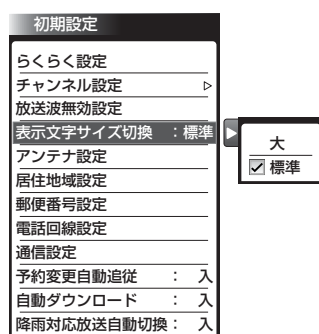 初期設定
らくらく設定
チャンネル設定 ▷
放送波無効設定
表示文字サイズ切換 ：標準
アンテナ設定
居住地域設定
郵便番号設定
電話回線設定
通信設定
予約変更自動追従 ： 入
自動ダウンロード ： 入
降雨対応放送自動切換： 入
大
標準